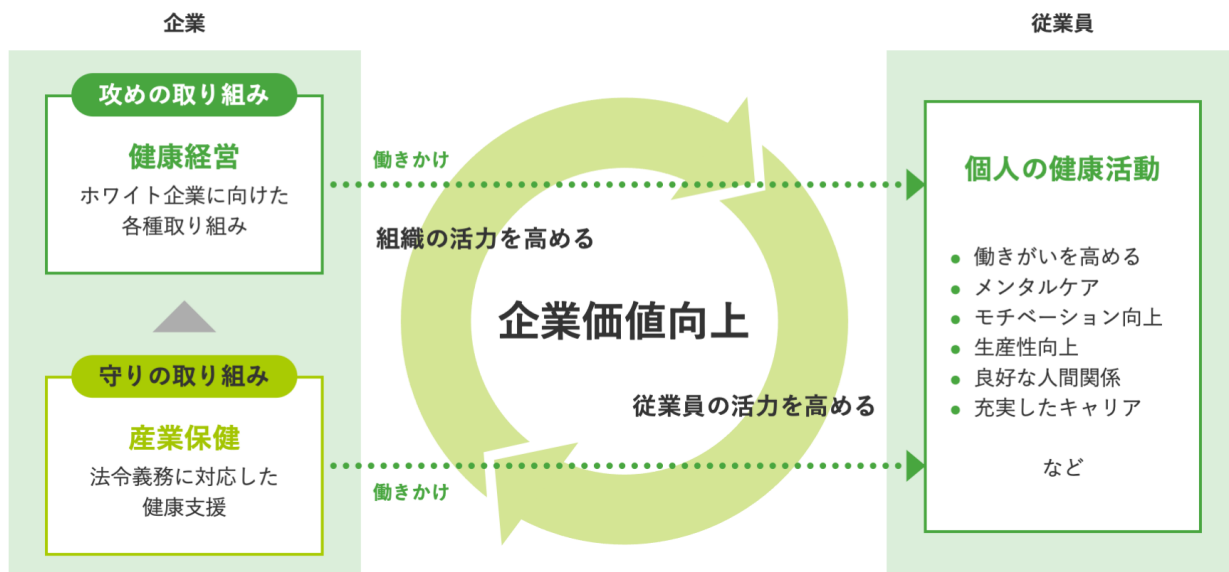 企業
攻めの取り組み
健康経営
ホワイト企業に向けた
各種取り組み
守りの取り組み
産業保健
法令義務に対応した
健康支援
働きかけ
組織の活力を高める
企業価値向上
従業員の活力を高める
働きかけ
従業員
個人の健康活動
働きがいを高める
メンタルケア
モチベーション向上
生産性向上
良好な人間関係
充実したキャリア
など